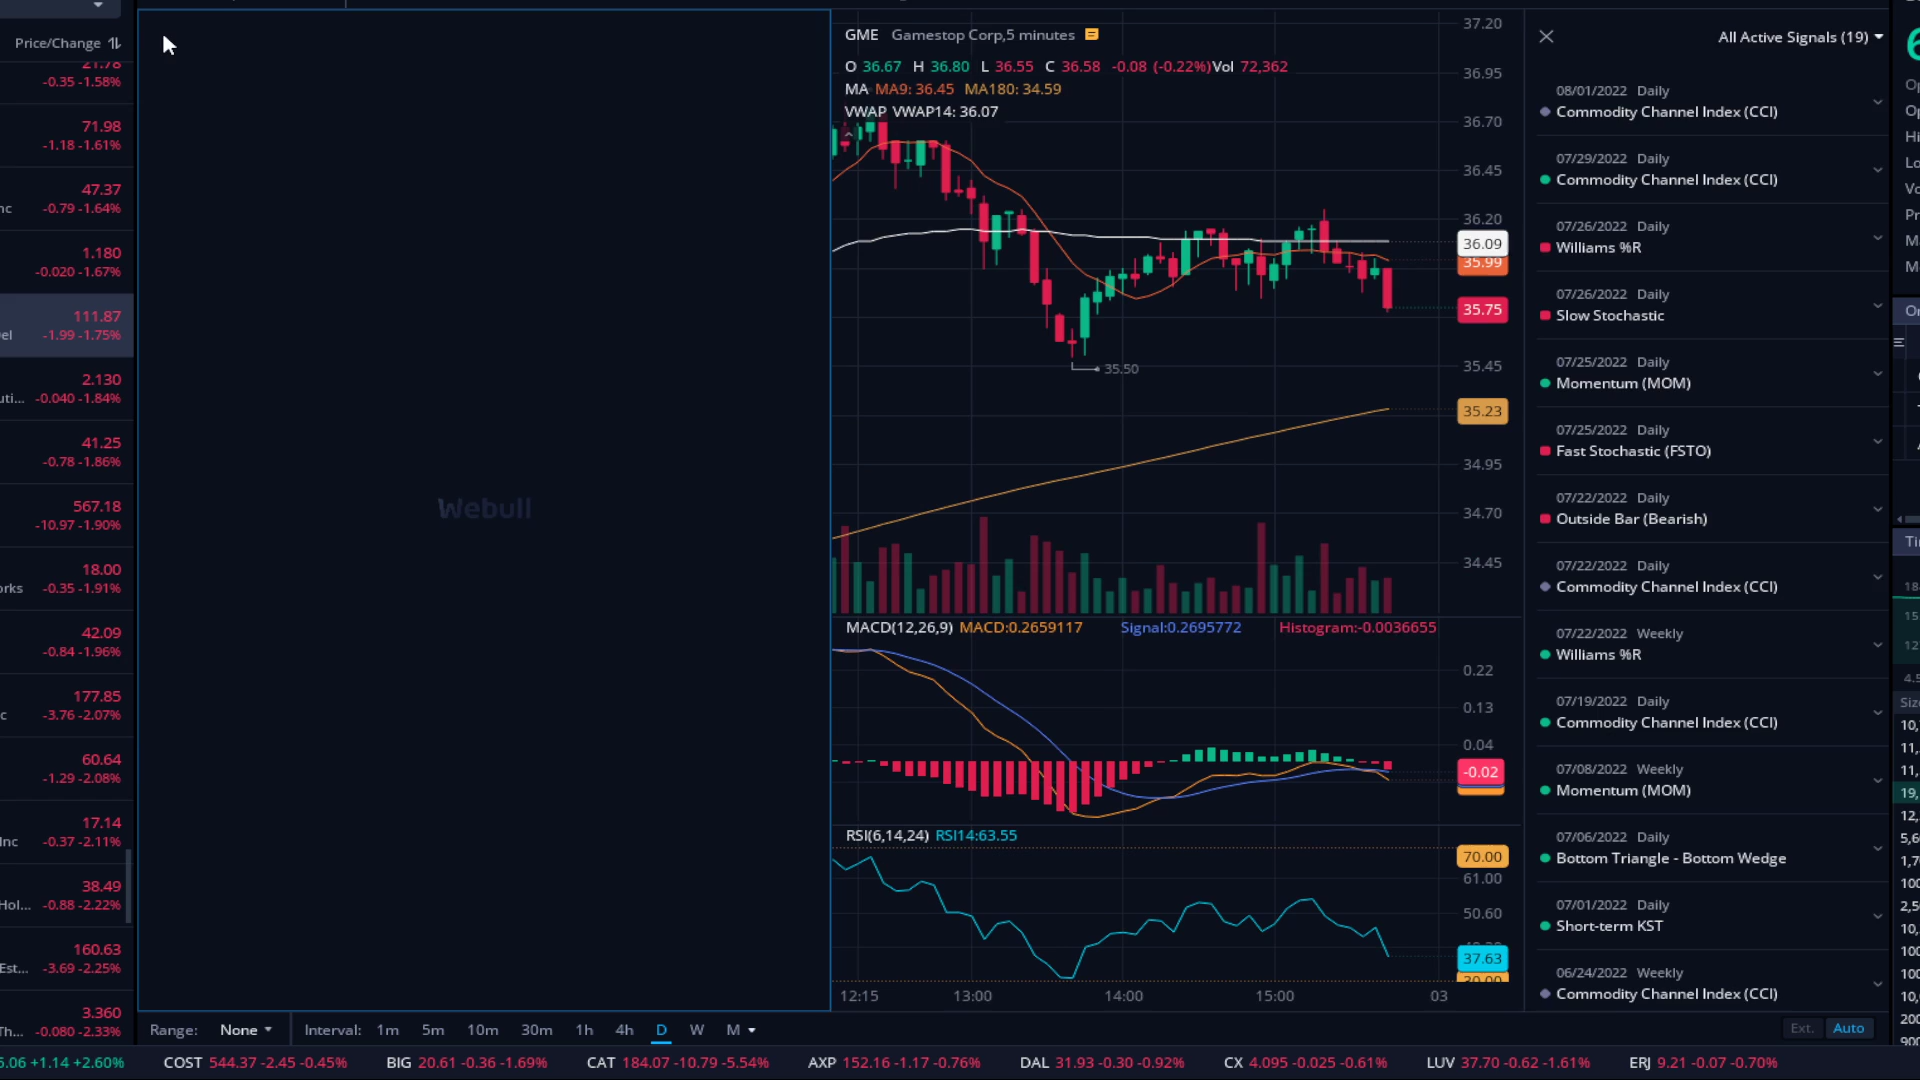 Price/Change
21.78
-0.35 -1.58%
71.98
-1.18 -1.61%
47.37
nc -0.79 -1.64%
1.180
-0.020 -1.67%
111.87
el -1.99 -1.75%
2.130
uti... -0.040 -1.84%
41.25
-0.78 -1.86%
567.18
-10.97 -1.90%
18.00
orks -0.35 -1.91%
42.09
-0.84 -1.96%
177.85
c -3.76 -2.07%
60.64
-1.29 -2.08%
17.14
Inc -0.37 -2.11%
38.49
Hol... -0.88 -2.22%
160.63
Est... -3.69 -2.25%
3.360
Th... -0.080 -2.33%
Webull
GME Gamestop Corp,5 minutes
O 36.67 H 36.80 L 36.55 C 36.58 -0.08 (-0.22%) Vol 72,362
MA MA9: 36.45 MA180: 34.59
VWAP VWAP14: 36.07
35.50
37.20
36.95
36.70
36.45
36.20
36.09
35.99
35.75
35.45
35.23
34.95
34.70
34.45
MACD(12,26,9) MACD:0.2659117 Signal:0.2695772 Histogram:-0.0036655
0.22
0.13
0.04
-0.02
RSI(6,14,24) RSI14:63.55
70.00
61.00
50.60
37.63
30.00
12:15 13:00 14:00 15:00 03
All Active Signals (19)
08/01/2022 Daily
Commodity Channel Index (CCI)
07/29/2022 Daily
Commodity Channel Index (CCI)
07/26/2022 Daily
Williams %R
07/26/2022 Daily
Slow Stochastic
07/25/2022 Daily
Momentum (MOM)
07/25/2022 Daily
Fast Stochastic (FSTO)
07/22/2022 Daily
Outside Bar (Bearish)
07/22/2022 Daily
Commodity Channel Index (CCI)
07/22/2022 Weekly
Williams %R
07/19/2022 Daily
Commodity Channel Index (CCI)
07/08/2022 Weekly
Momentum (MOM)
07/06/2022 Daily
Bottom Triangle - Bottom Wedge
07/01/2022 Daily
Short-term KST
06/24/2022 Weekly
Commodity Channel Index (CCI)
Range: None Interval: 1m 5m 10m 30m 1h 4h D W M
Ext. Auto
5.06 +1.14 +2.60% COST 544.37 -2.45 -0.45% BIG 20.61 -0.36 -1.69% CAT 184.07 -10.79 -5.54% AXP 152.16 -1.17 -0.76% DAL 31.93 -0.30 -0.92% CX 4.095 -0.025 -0.61% LUV 37.70 -0.62 -1.61% ERJ 9.21 -0.07 -0.70%